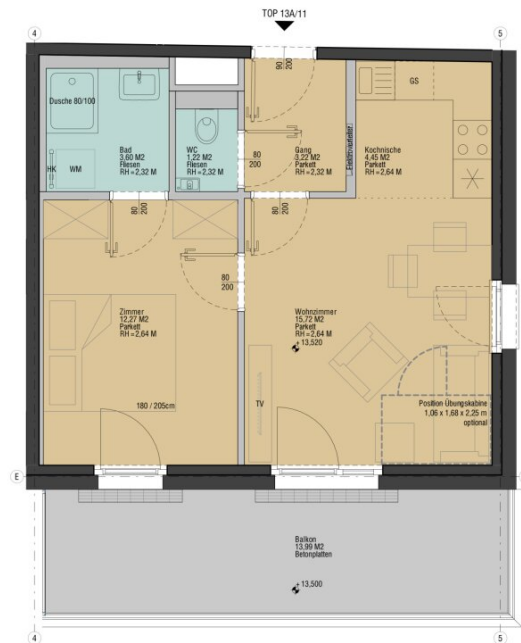 TOP 13A/11
4
5
80
200
GS
Dusche 80/100
Bad
3,60 M2
Fliesen
RH =2,32 M
HK
WM
WC
1,22 M2
Fliesen
RH =2,32 M
80
200
Gang
3,22 M2
Parkett
RH =2,32 M
Elektroverteiler
Kochnische
4,45 M2
Parkett
RH =2,64 M
80
200
80
200
80
200
Zimmer
12,27 M2
Parkett
RH =2,64 M
Wohnzimmer
15,72 M2
Parkett
RH =2,64 M
+ 13,520
180 / 205cm
TV
Position Übungskabine
1,06 x 1,68 x 2,25 m
optional
E
Balkon
13,99 M2
Betonplatten
+ 13,500
4
5